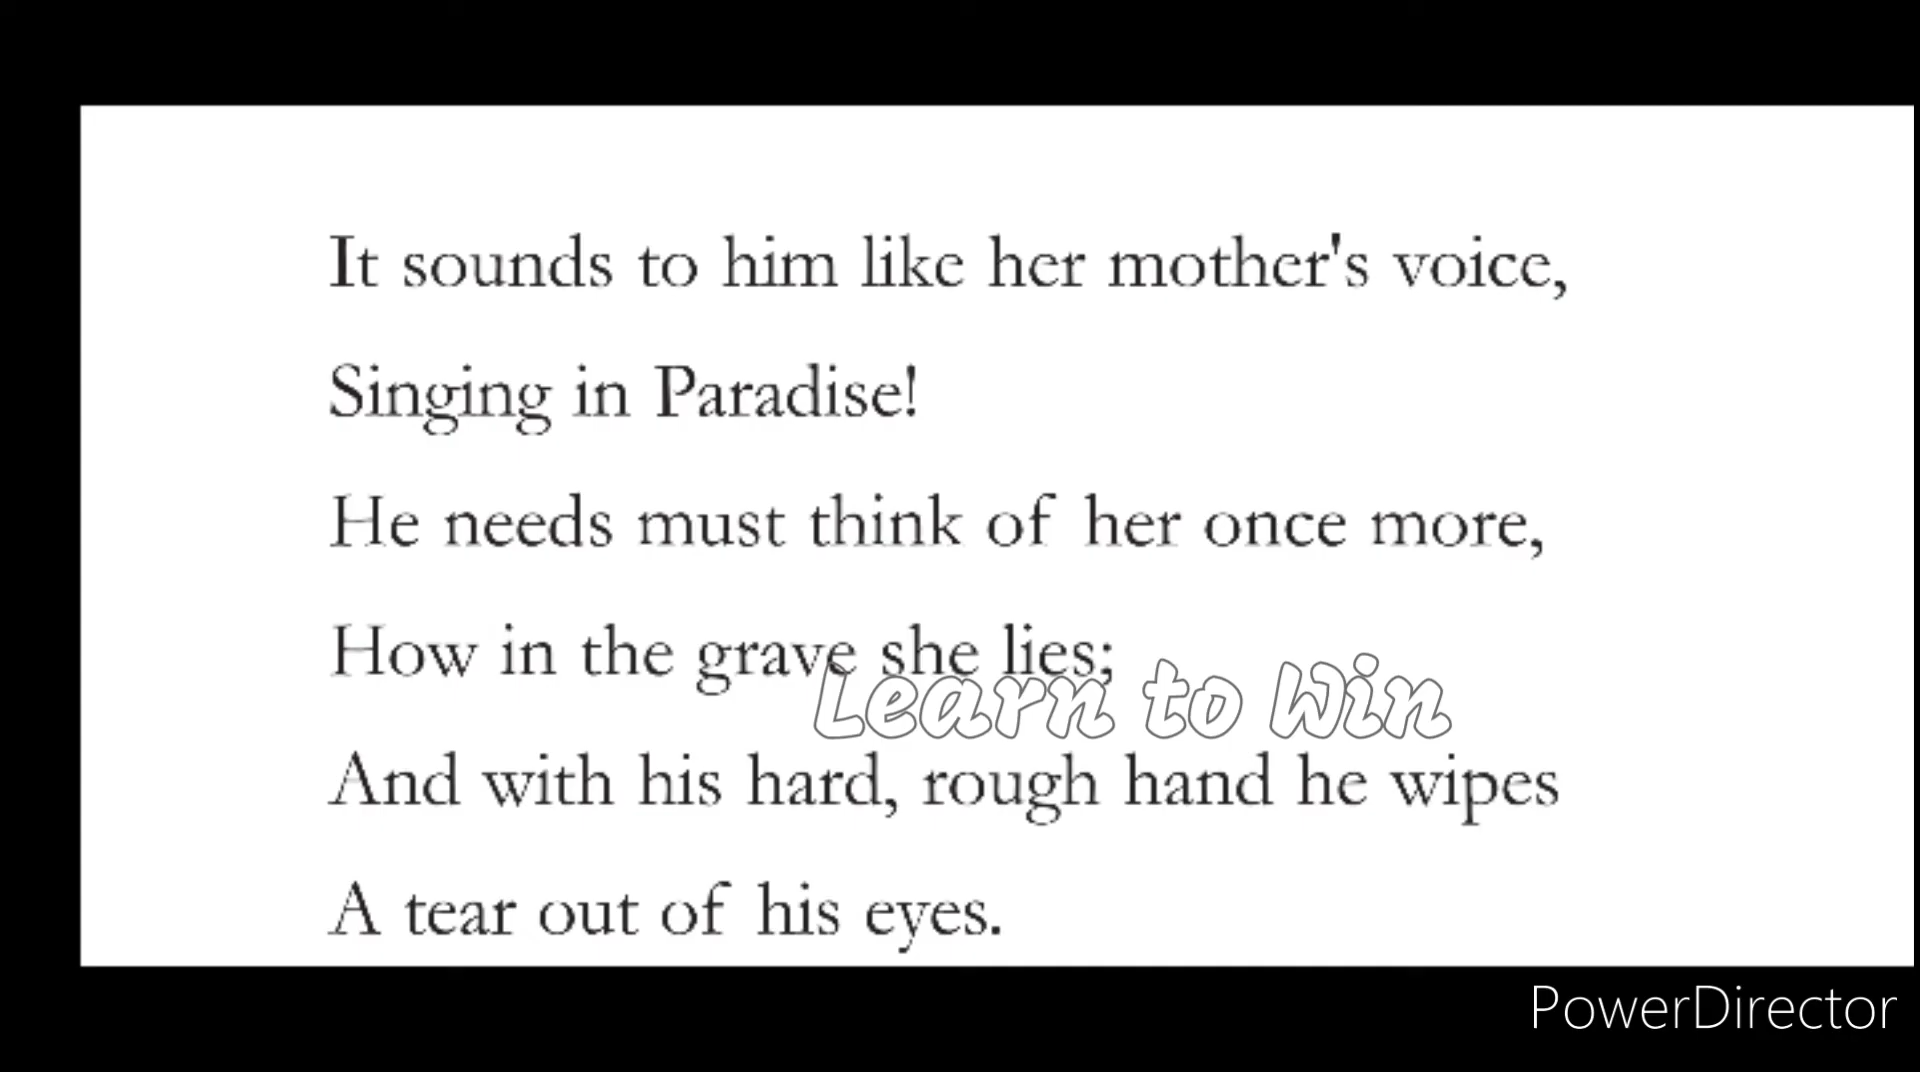 It sounds to him like her mother's voice,
Singing in Paradise!
He needs must think of her once more,
How in the grave she lies;
Learn to Win
And with his hard, rough hand he wipes
A tear out of his eyes.
PowerDirector